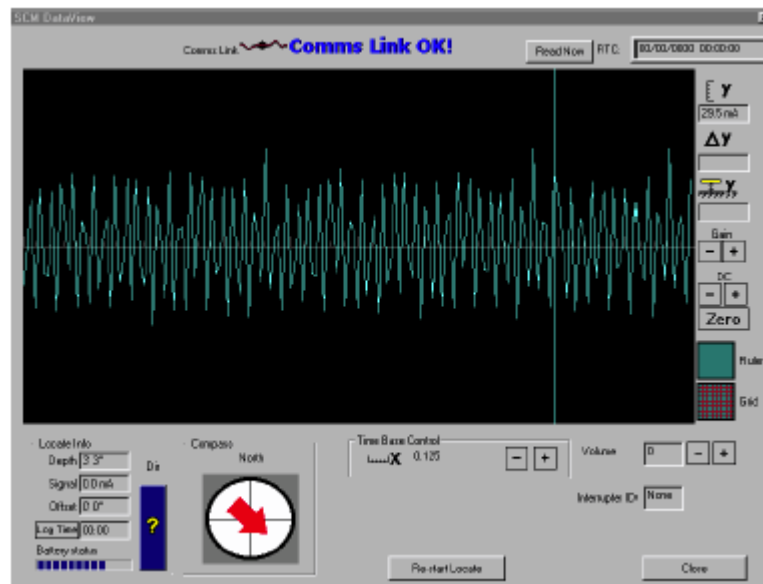 SCM DataView
Comms Link Comms Link OK! Read Now RTC: 00/00/0000 00:00:00
y
29.5 mA
Δy
y
Gain
- +
DC
- +
Zero
Ruler
Grid
Locate Info
Depth 3.3"
Signal 0.0 mA
Offset 0.0"
Log Time 00:00
Battery status
Dir
?
Compass
North
Time Base Control
X 0.125 - +
Volume 0 - +
Interrupter ID= None
Re-start Locate
Close